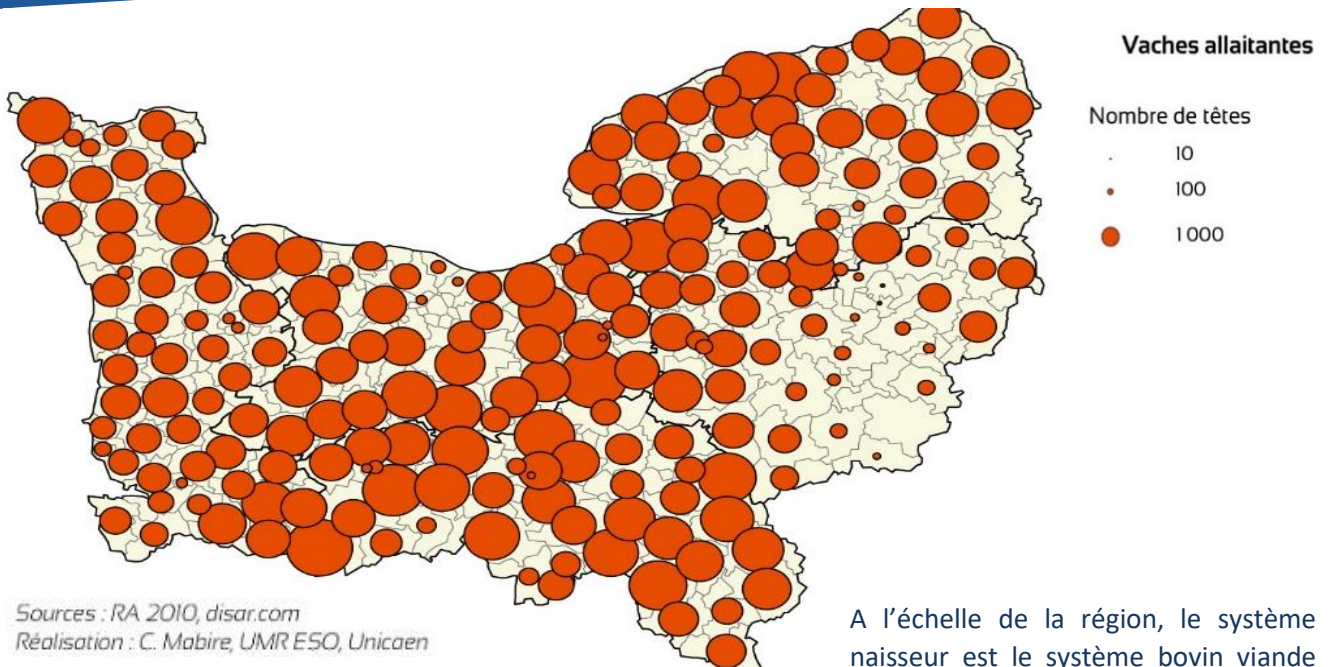 Vaches allaitantes
Nombre de têtes
10
100
1 000
Sources : RA 2010, disar.com
Réalisation : C. Mabire, UMR ESO, Unicaen
A l’échelle de la région, le système
naisseur est le système bovin viande